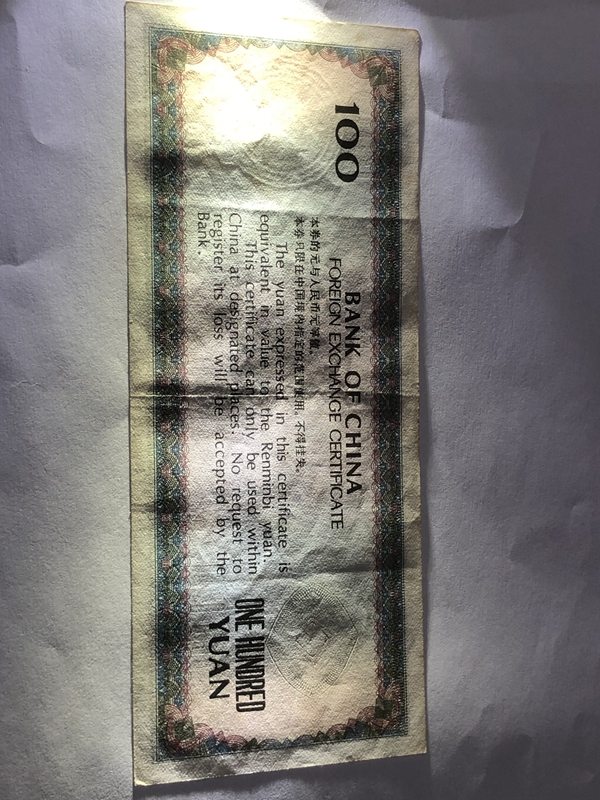 100
BANK OF CHINA
FOREIGN EXCHANGE CERTIFICATE
本券的元与人民币元等值。
本券只限在中国境内指定的范围使用。不得挂失。
The yuan expressed in this certificate is
equivalent in value to the Renminbi yuan.
This certificate can only be used within
China at designated places. No request to
register its loss will be accepted by the
Bank.
ONE HUNDRED
YUAN